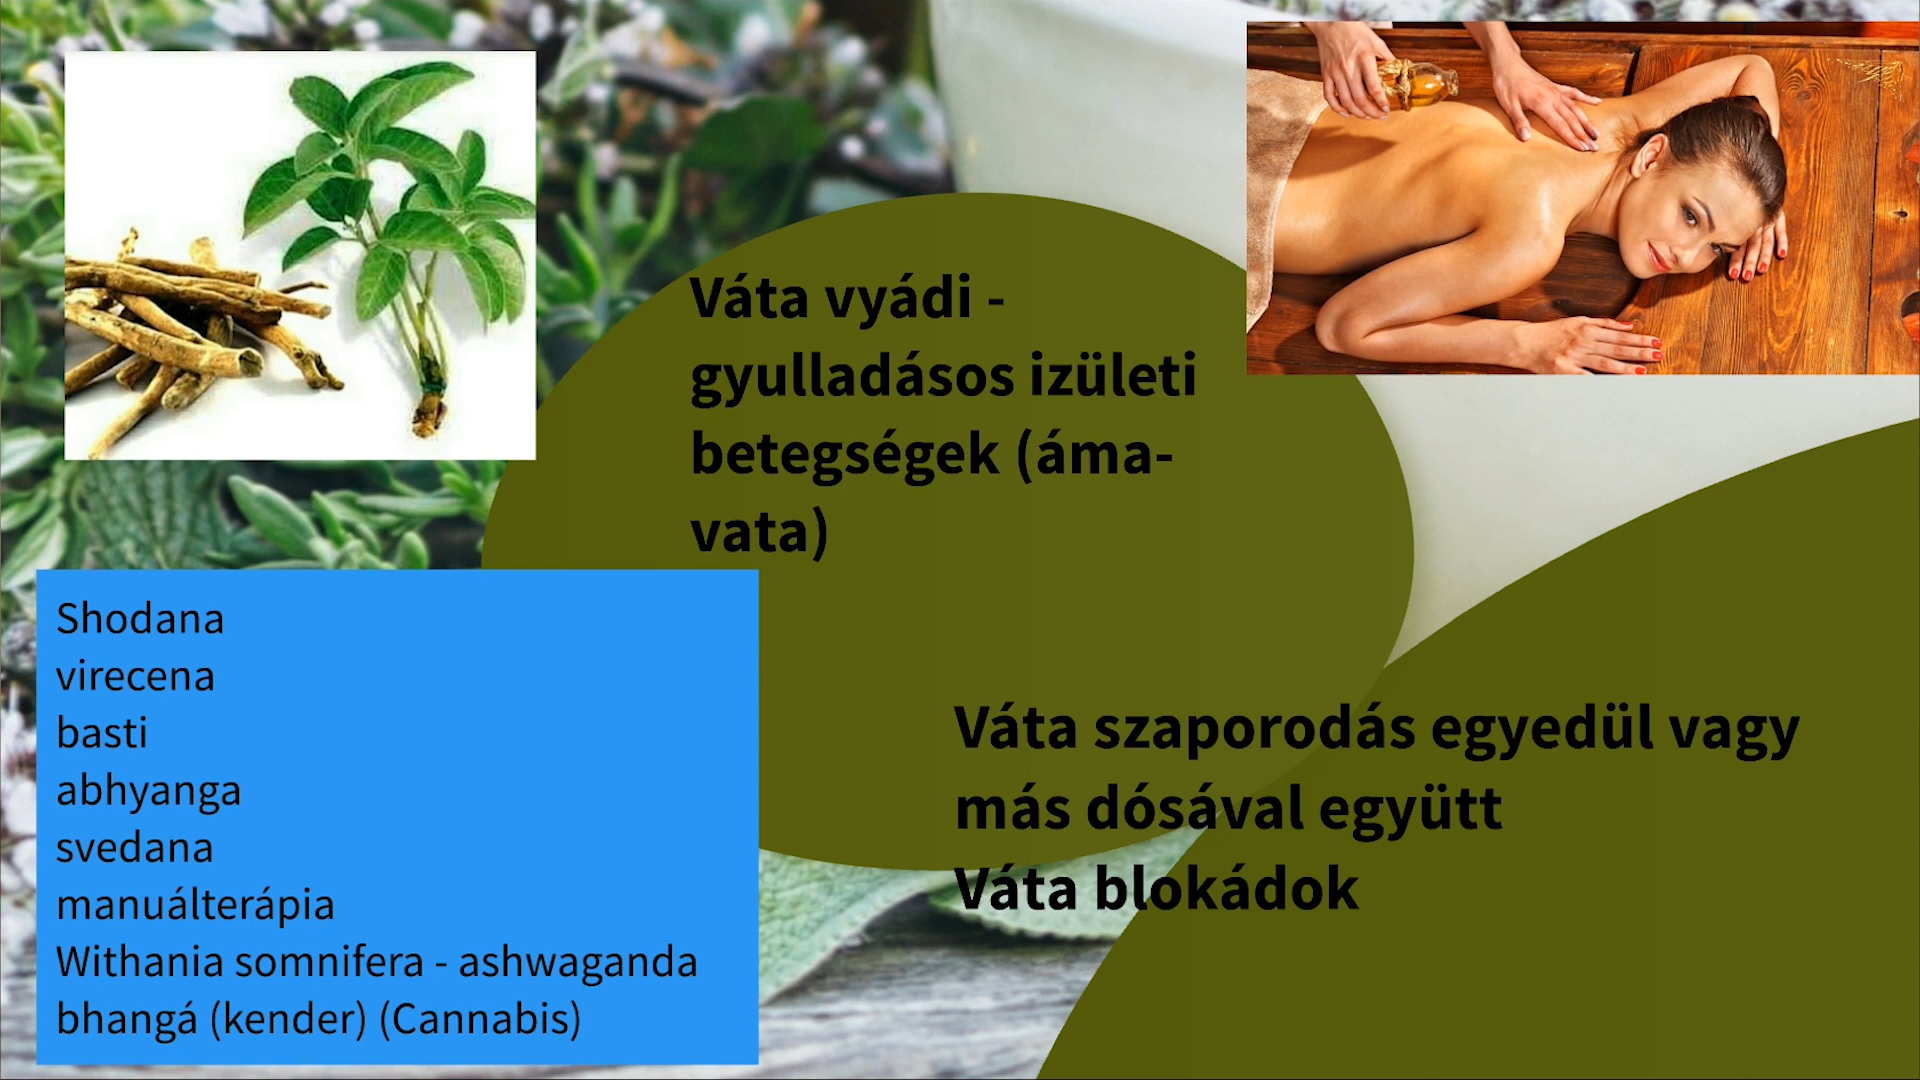 Váta vyádi -
gyulladásos izületi
betegségek (áma-
vata)
Shodana
virecena
basti
abhyanga
svedana
manuálterápia
Withania somnifera - ashwaganda
bhangá (kender) (Cannabis)
Váta szaporodás egyedül vagy
más dósával együtt
Váta blokádok